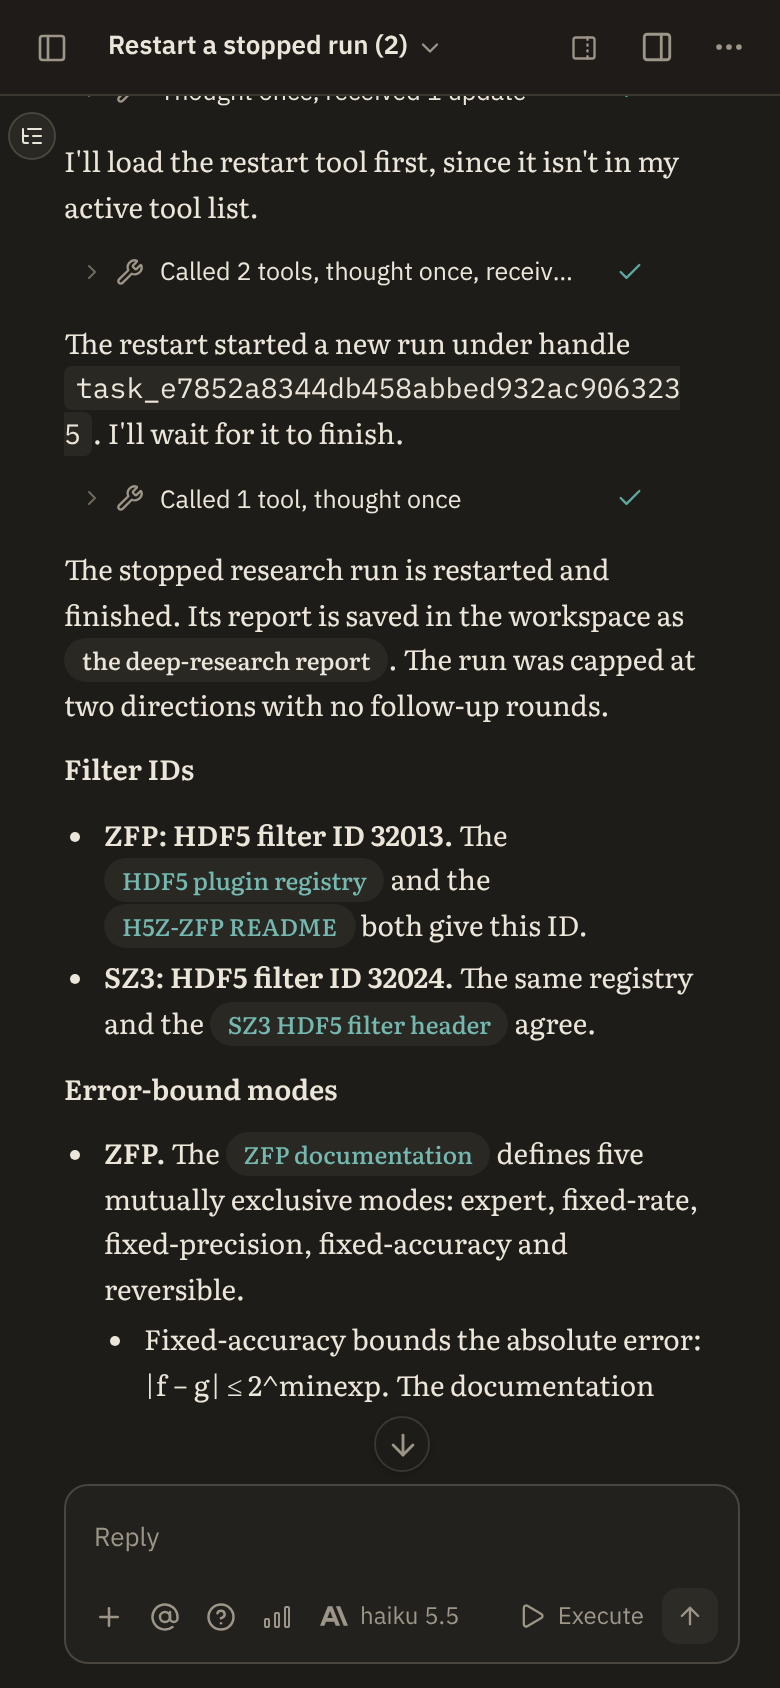 Restart a stopped run (2)
Thought once, received 1 update
I'll load the restart tool first, since it isn't in my
active tool list.
Called 2 tools, thought once, receiv...
The restart started a new run under handle
task_e7852a8344db458abbed932ac906323
5 . I'll wait for it to finish.
Called 1 tool, thought once
The stopped research run is restarted and
finished. Its report is saved in the workspace as
the deep-research report . The run was capped at
two directions with no follow-up rounds.
Filter IDs
• ZFP: HDF5 filter ID 32013. The
HDF5 plugin registry and the
H5Z-ZFP README both give this ID.
• SZ3: HDF5 filter ID 32024. The same registry
and the SZ3 HDF5 filter header agree.
Error-bound modes
• ZFP. The ZFP documentation defines five
mutually exclusive modes: expert, fixed-rate,
fixed-precision, fixed-accuracy and
reversible.
• Fixed-accuracy bounds the absolute error:
|f − g| ≤ 2^minexp. The documentation
Reply
haiku 5.5 Execute